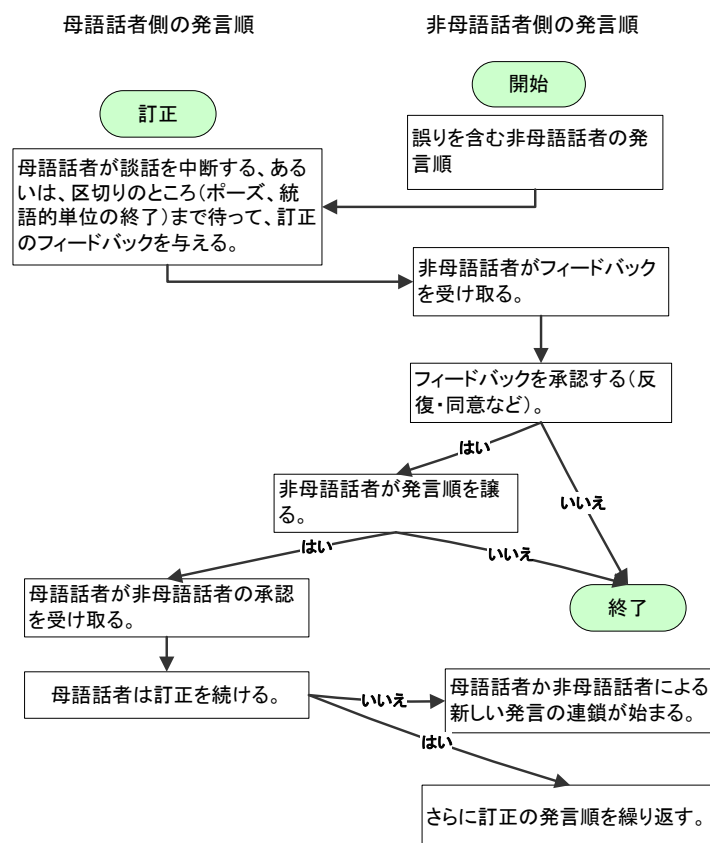 母語話者側の発言順
非母語話者側の発言順
開始
訂正
誤りを含む非母語話者の発
言順
母語話者が談話を中断する、ある
いは、区切りのところ(ポーズ、統
語的単位の終了)まで待って、訂正
のフィードバックを与える。
非母語話者がフィードバック
を受け取る。
フィードバックを承認する(反
復・同意など)。
はい
いいえ
非母語話者が発言順を譲
る。
はい
いいえ
母語話者が非母語話者の承認
を受け取る。
終了
母語話者は訂正を続ける。
いいえ
母語話者か非母語話者による
新しい発言の連鎖が始まる。
はい
さらに訂正の発言順を繰り返す。